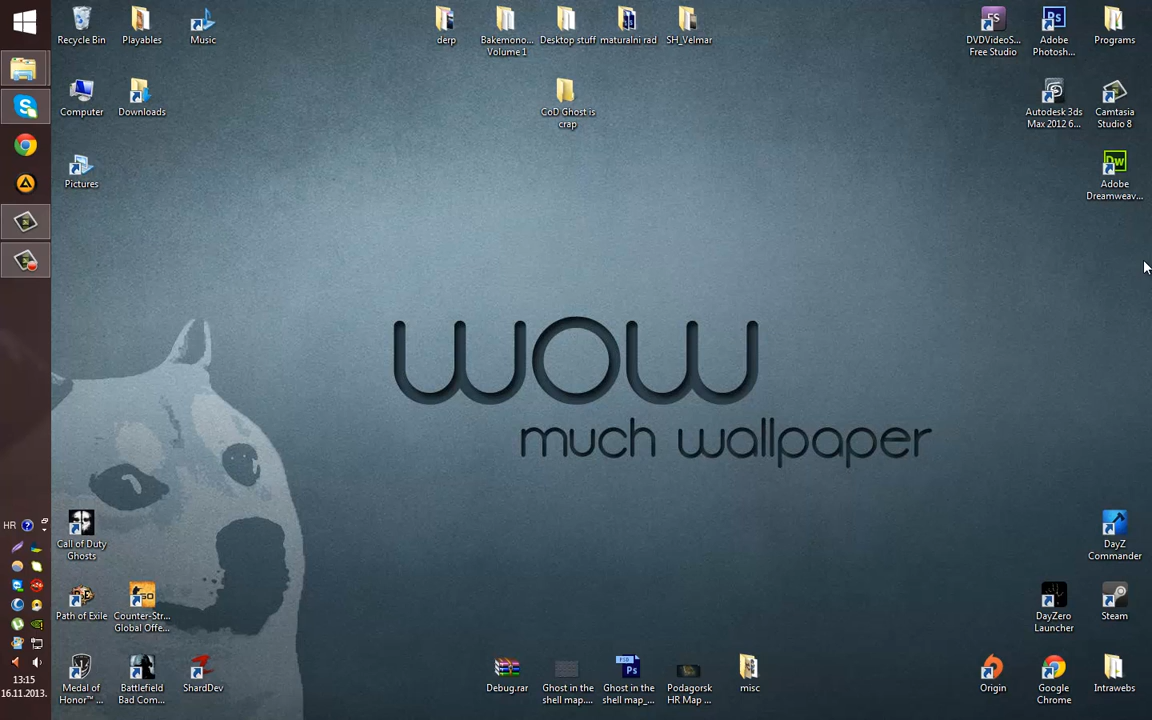 Recycle Bin
Playables
Music
derp
Bakemono...
Volume 1
Desktop stuff
maturalni rad
SH_Velmar
DVDVideoS...
Free Studio
Adobe
Photosh...
Programs
Computer
Downloads
CoD Ghost is
crap
Autodesk 3ds
Max 2012 6...
Camtasia
Studio 8
Pictures
Adobe
Dreamweav...
wow
much wallpaper
HR
Call of Duty
Ghosts
DayZ
Commander
Path of Exile
Counter-Str...
Global Offe...
DayZero
Launcher
Steam
Medal of
Honor™ ...
Battlefield
Bad Com...
ShardDev
Debug.rar
Ghost in the
shell map....
Ghost in the
shell map_...
Podagorsk
HR Map ...
misc
Origin
Google
Chrome
Intrawebs
13:15
16.11.2013.